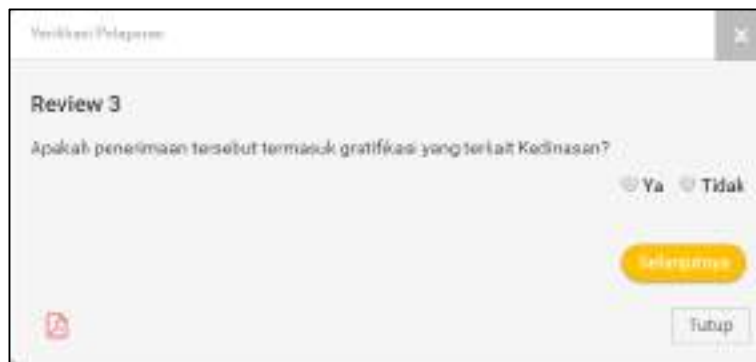 Verifikasi Pelaporan
Review 3
Apakah penerimaan tersebut termasuk gratifikasi yang terkait Kedinasan?
Ya Tidak
Selanjutnya
Tutup